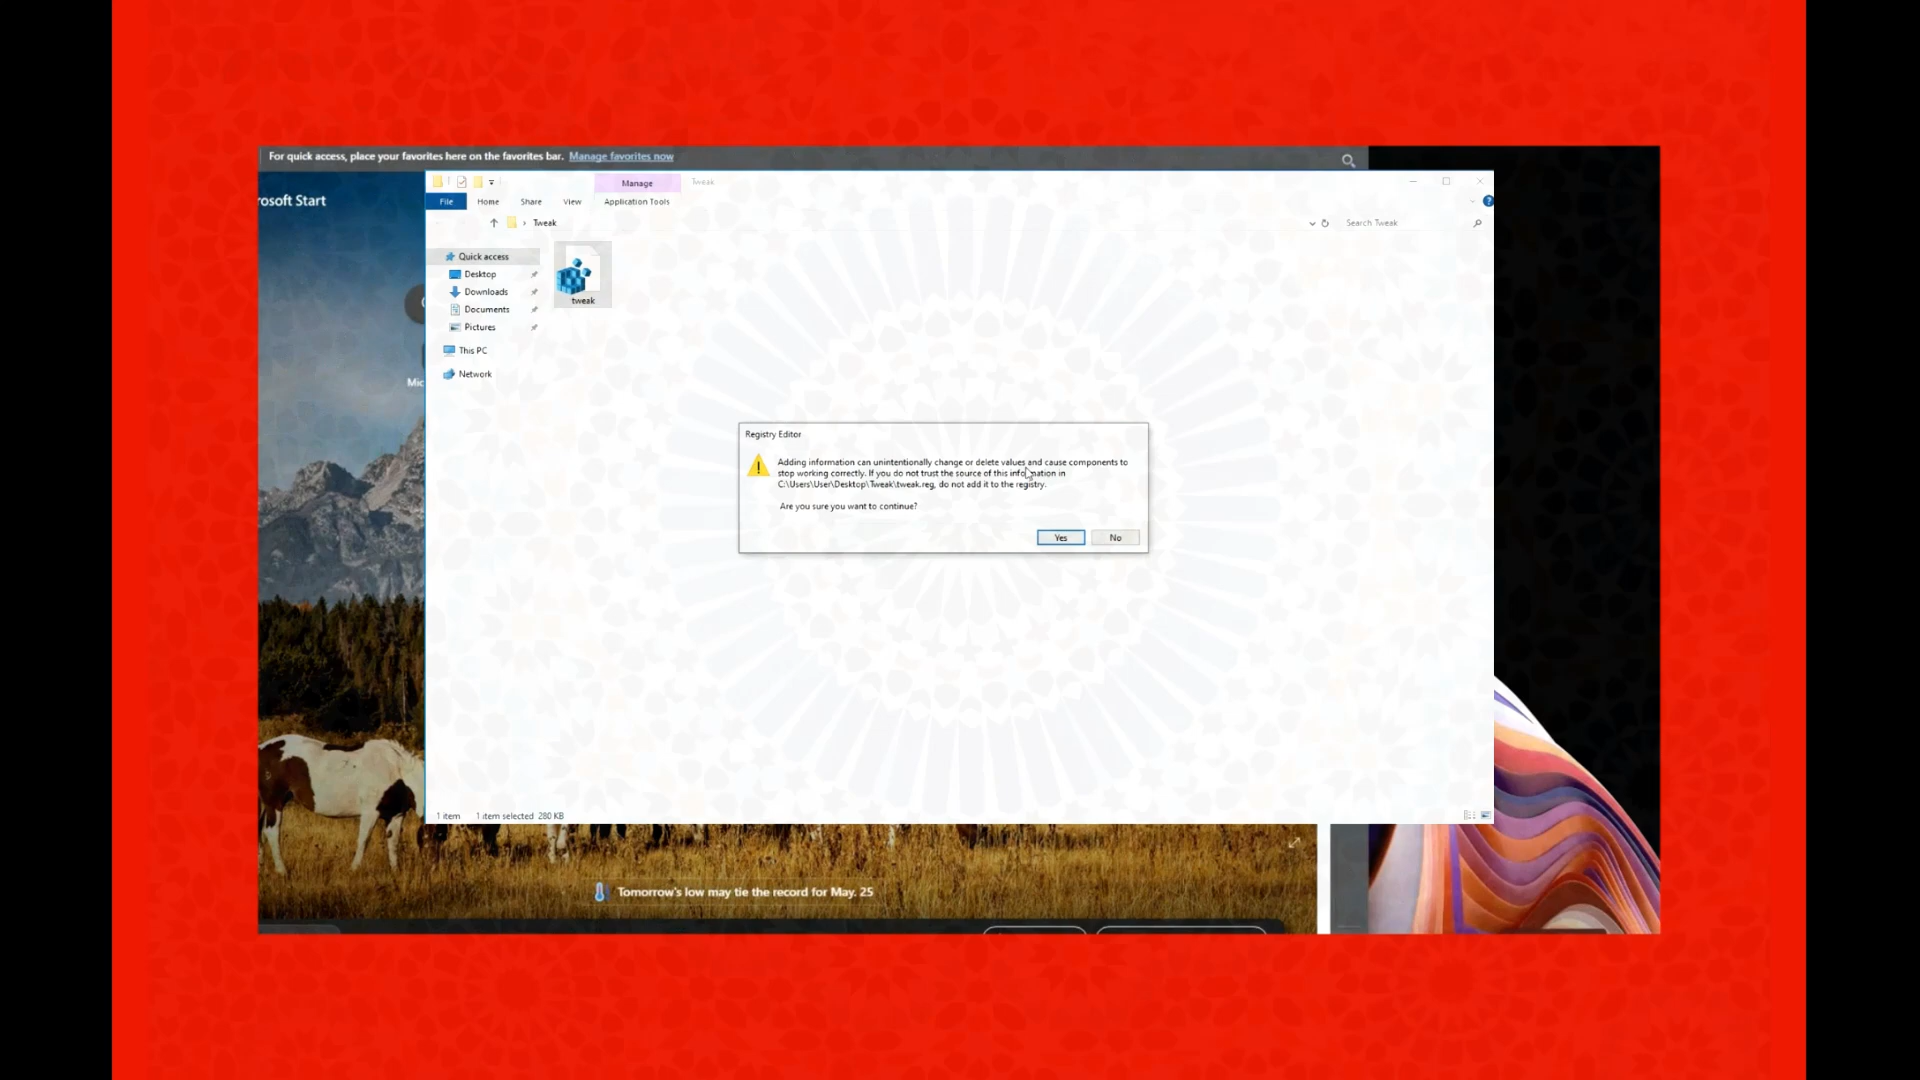 For quick access, place your favorites here on the favorites bar. Manage favorites now
rosoft Start
Manage
Tweak
File
Home
Share
View
Application Tools
Tweak
Search Tweak
Quick access
Desktop
Downloads
Documents
Pictures
This PC
Network
tweak
Mic
Registry Editor
Adding information can unintentionally change or delete values and cause components to
stop working correctly. If you do not trust the source of this information in
C:\Users\User\Desktop\Tweak\tweak.reg, do not add it to the registry.
Are you sure you want to continue?
Yes
No
1 item
1 item selected 280 KB
Tomorrow's low may tie the record for May. 25